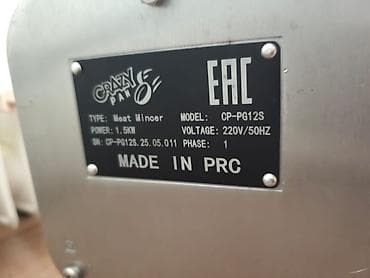 CRAZY PAN EAC
TYPE: Meat Mincer MODEL: CP-PG12S
POWER: 1.5KW VOLTAGE: 220V/50HZ
SN: CP-PG12S.25.05.011 PHASE: 1
MADE IN PRC